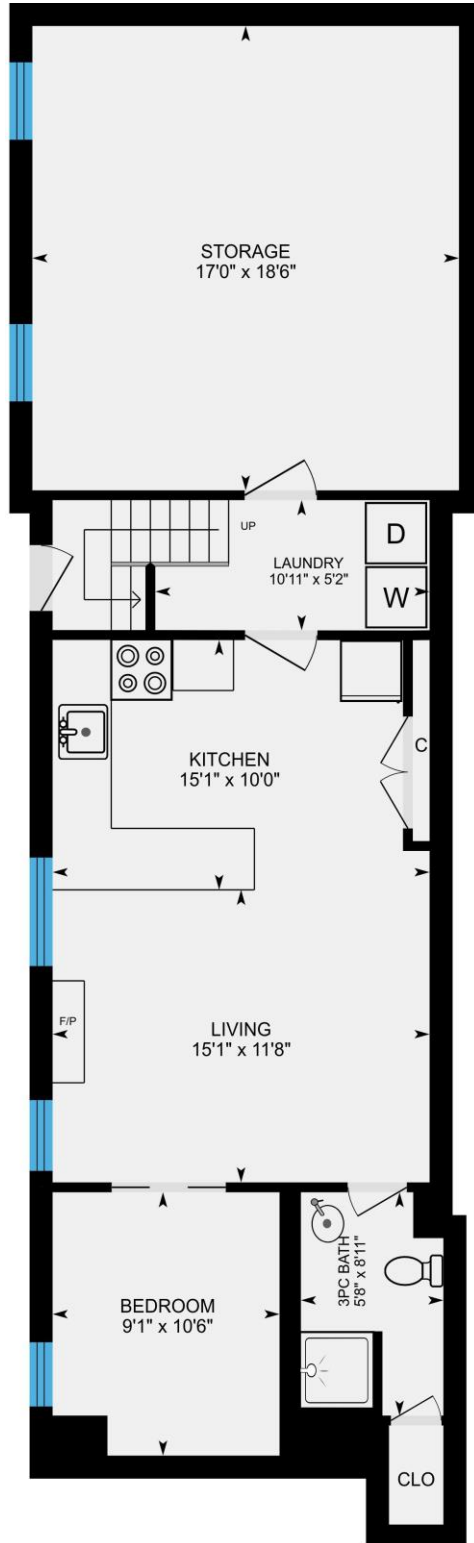 STORAGE
17'0" x 18'6"
UP
D
LAUNDRY
10'11" x 5'2"
W
KITCHEN
15'1" x 10'0"
C
F/P
LIVING
15'1" x 11'8"
3PC BATH
5'8" x 8'11"
BEDROOM
9'1" x 10'6"
CLO